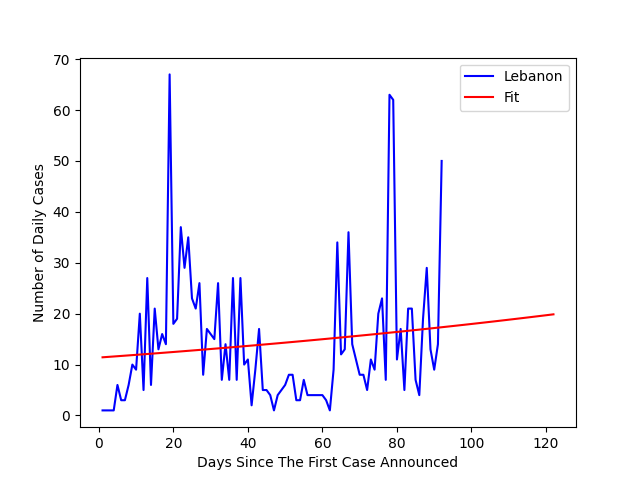 Lebanon
Fit
Number of Daily Cases
70
60
50
40
30
20
10
0
0 20 40 60 80 100 120
Days Since The First Case Announced